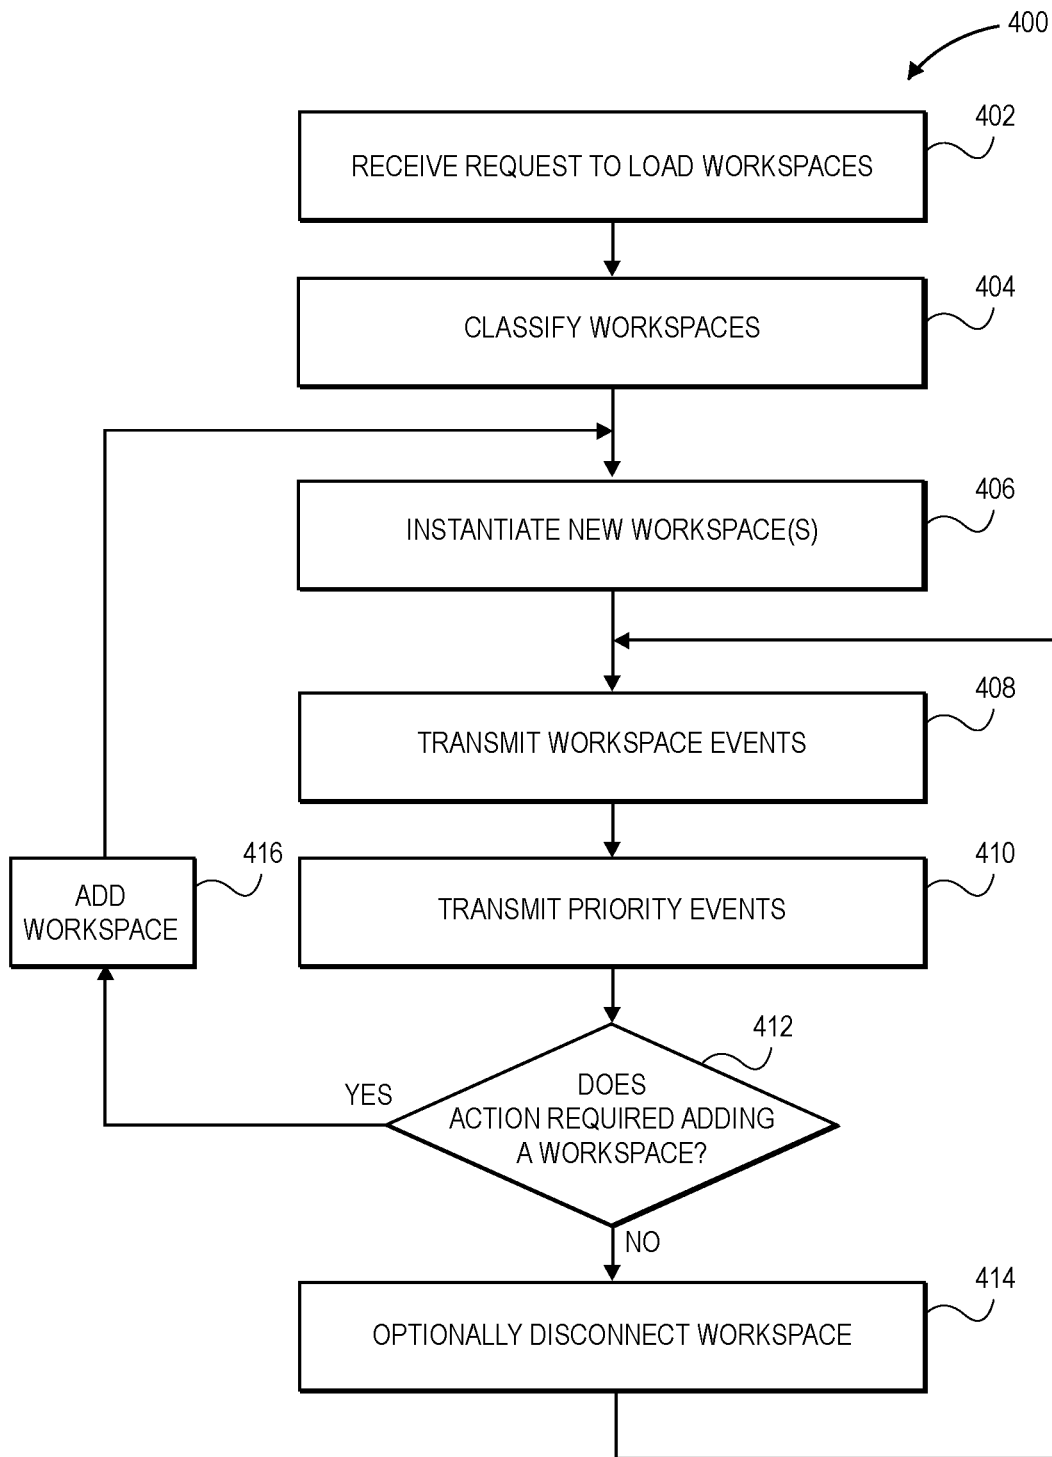 400
402
RECEIVE REQUEST TO LOAD WORKSPACES
404
CLASSIFY WORKSPACES
406
INSTANTIATE NEW WORKSPACE(S)
408
TRANSMIT WORKSPACE EVENTS
416
ADD
WORKSPACE
410
TRANSMIT PRIORITY EVENTS
412
YES
DOES
ACTION REQUIRED ADDING
A WORKSPACE?
NO
414
OPTIONALLY DISCONNECT WORKSPACE